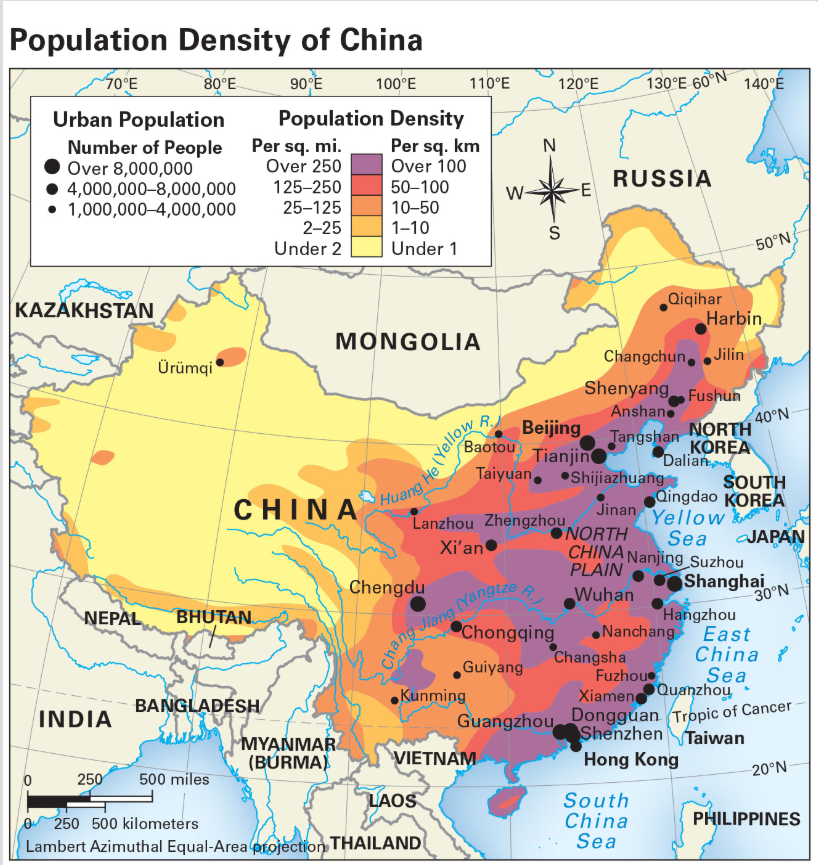 Population Density of China
70°E
80°E
90°E
100°E
110°E
120°E
130°E
60°N
140°E
Urban Population
Number of People
Over 8,000,000
4,000,000–8,000,000
1,000,000–4,000,000
Population Density
Per sq. mi.
Per sq. km
Over 250
Over 100
125–250
50–100
25–125
10–50
2–25
1–10
Under 2
Under 1
N
W
E
S
RUSSIA
50°N
KAZAKHSTAN
MONGOLIA
Qiqihar
Harbin
Ürümqi
Changchun
Jilin
Shenyang
Fushun
Anshan
40°N
Beijing
Tangshan
NORTH
KOREA
Baotou
Tianjin
Dalian
Huang He (Yellow R.)
Taiyuan
Shijiazhuang
SOUTH
KOREA
Qingdao
CHINA
Jinan
Yellow
Sea
Lanzhou
Zhengzhou
NORTH
CHINA
PLAIN
JAPAN
Xi'an
Nanjing
Suzhou
Shanghai
Chengdu
Chang Jiang (Yangtze R.)
Wuhan
30°N
Hangzhou
NEPAL
BHUTAN
Chongqing
Nanchang
East
China
Sea
Changsha
Guiyang
Fuzhou
Kunming
Xiamen
Quanzhou
BANGLADESH
INDIA
Guangzhou
Dongguan
Tropic of Cancer
Shenzhen
Taiwan
MYANMAR
(BURMA)
VIETNAM
Hong Kong
20°N
0
250
500 miles
0
250
500 kilometers
LAOS
South
China
Sea
PHILIPPINES
Lambert Azimuthal Equal-Area projection
THAILAND